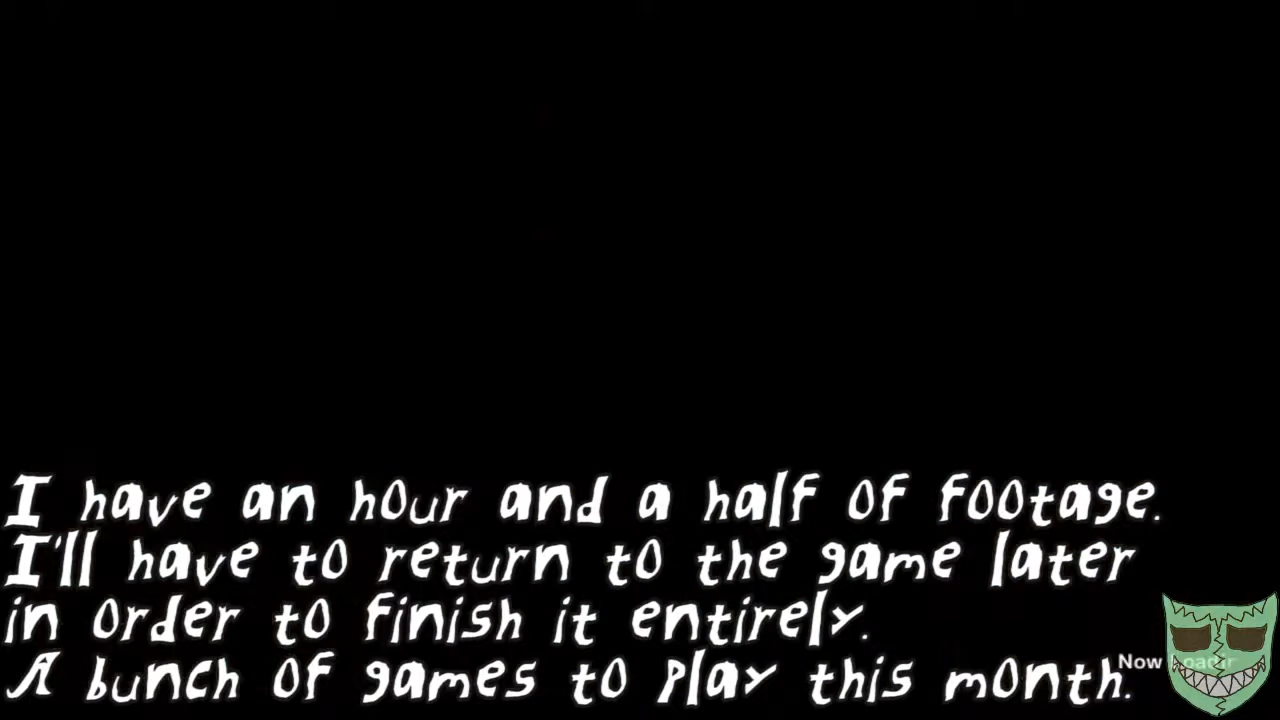 I have an hour and a half of footage.
I'll have to return to the game later
in order to finish it entirely.
A bunch of games to play this month.
Now